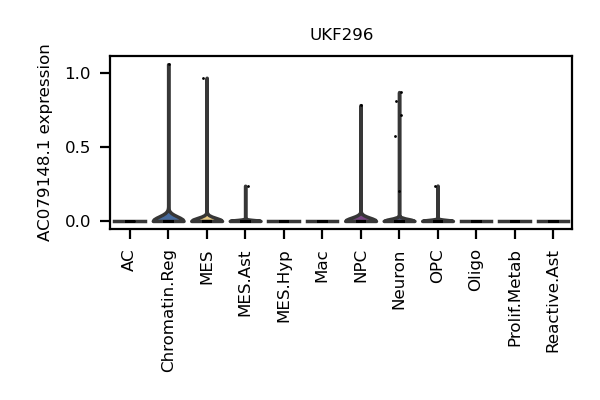 UKF296
AC079148.1 expression
1.0
0.5
0.0
AC
Chromatin.Reg
MES
MES.Ast
MES.Hyp
Mac
NPC
Neuron
OPC
Oligo
Prolif.Metab
Reactive.Ast